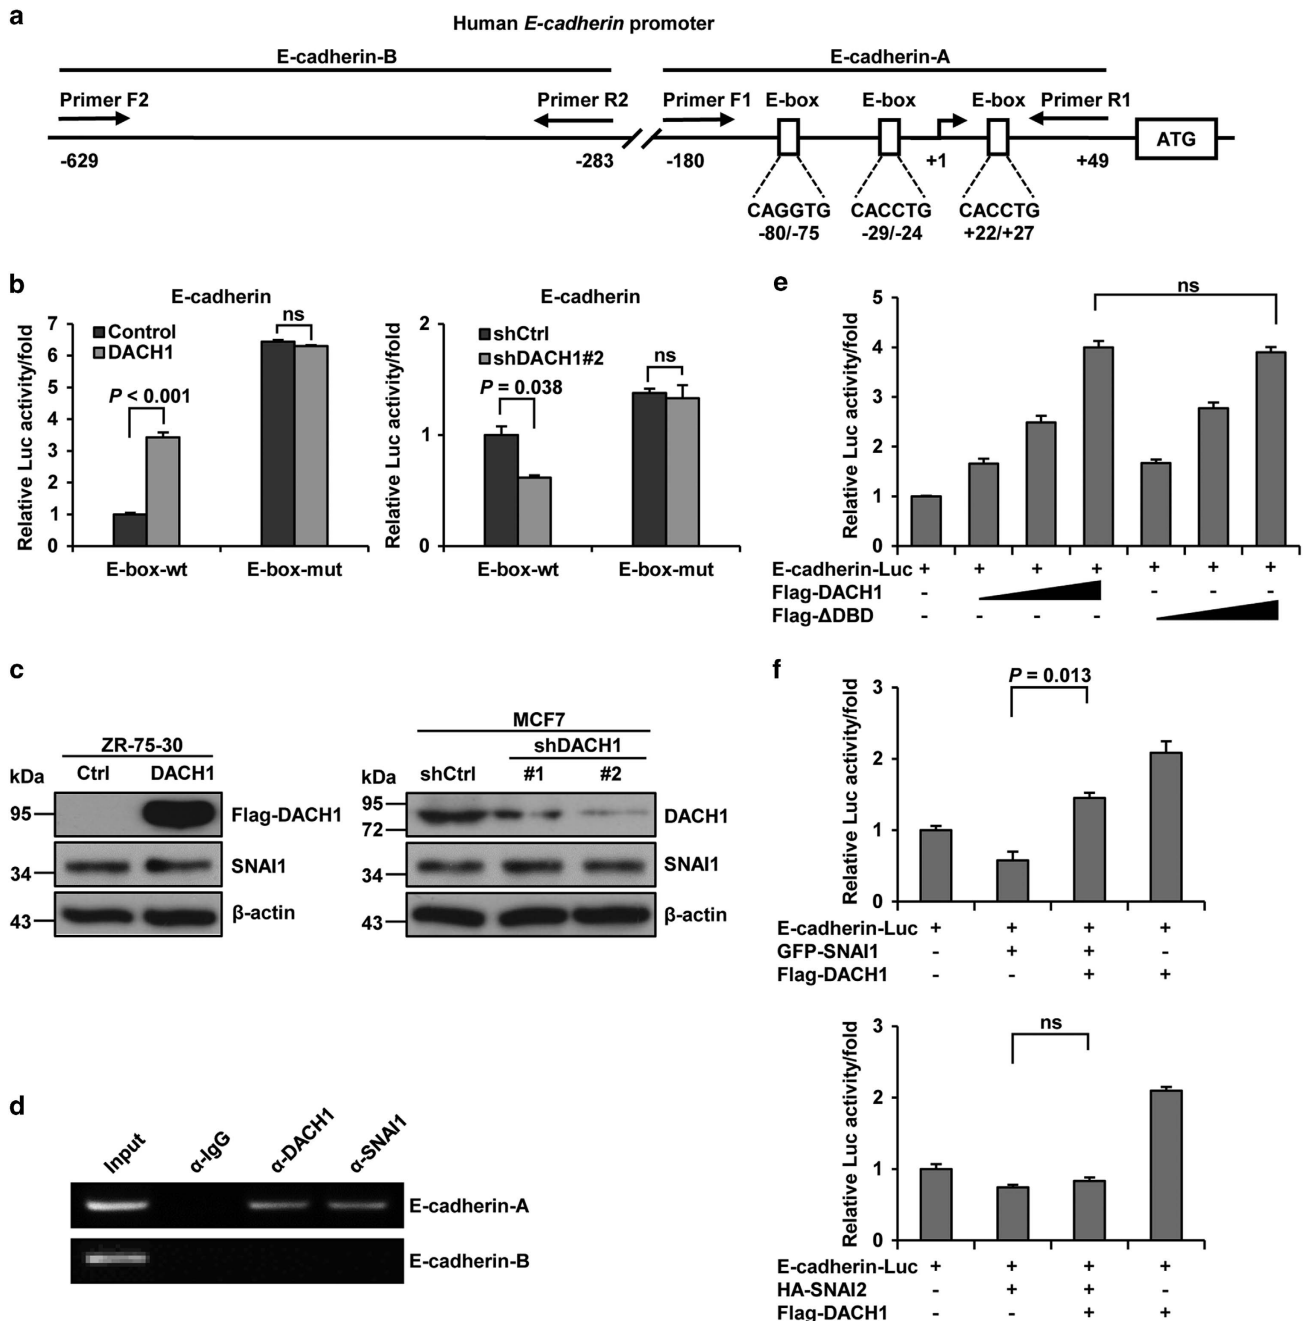 a
Human E-cadherin promoter
E-cadherin-B
E-cadherin-A
Primer F2
Primer R2
Primer F1
E-box
E-box
E-box
Primer R1
ATG
-629
-283
-180
+1
+49
CAGGTG
CACCTG
CACCTG
-80/-75
-29/-24
+22/+27
b
E-cadherin
Relative Luc activity/fold
7
6
5
4
3
2
1
0
Control
DACH1
P < 0.001
ns
E-box-wt
E-box-mut
E-cadherin
Relative Luc activity/fold
2
1
0
shCtrl
shDACH1#2
P = 0.038
ns
E-box-wt
E-box-mut
c
ZR-75-30
kDa
Ctrl
DACH1
95
Flag-DACH1
34
SNAI1
43
β-actin
MCF7
shDACH1
kDa
shCtrl
#1
#2
95
72
DACH1
34
SNAI1
43
β-actin
d
Input
α-IgG
α-DACH1
α-SNAI1
E-cadherin-A
E-cadherin-B
e
Relative Luc activity/fold
5
4
3
2
1
0
ns
E-cadherin-Luc + + + + + + +
Flag-DACH1 - - - -
Flag-ΔDBD - - - -
f
Relative Luc activity/fold
3
2
1
0
P = 0.013
E-cadherin-Luc + + + +
GFP-SNAI1 - + + -
Flag-DACH1 - - + +
Relative Luc activity/fold
3
2
1
0
ns
E-cadherin-Luc + + + +
HA-SNAI2 - + + -
Flag-DACH1 - - + +